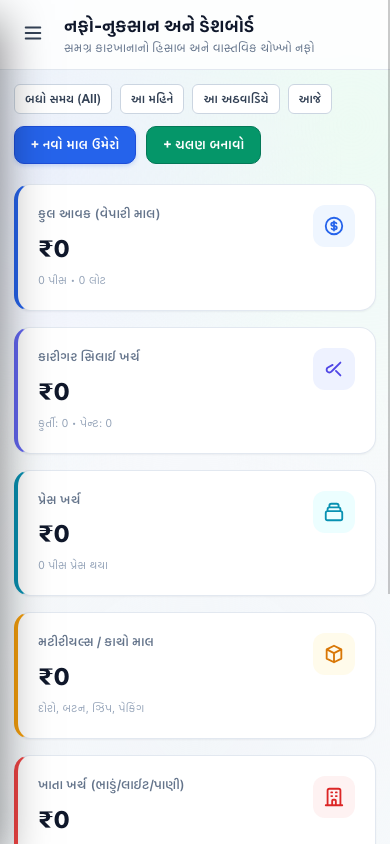 નફો-નુકસાન અને ડેશબોર્ડ
સમગ્ર કારખાનાનો હિસાબ અને વાસ્તવિક ચોખ્ખો નફો
બધો સમય (All)
આ મહિને
આ અઠવાડિયે
આજે
+ નવો માલ ઉમેરો
+ ચલણ બનાવો
કુલ આવક (વેપારી માલ)
₹0
0 પીસ • 0 લોટ
કારીગર સિલાઈ ખર્ચ
₹0
કુર્તી: 0 • પેન્ટ: 0
પ્રેસ ખર્ચ
₹0
0 પીસ પ્રેસ થયા
મટીરીયલ્સ / કાચો માલ
₹0
દોરો, બટન, ઝિપ, પેકિંગ
ખાતા ખર્ચ (ભાડું/લાઈટ/પાણી)
₹0